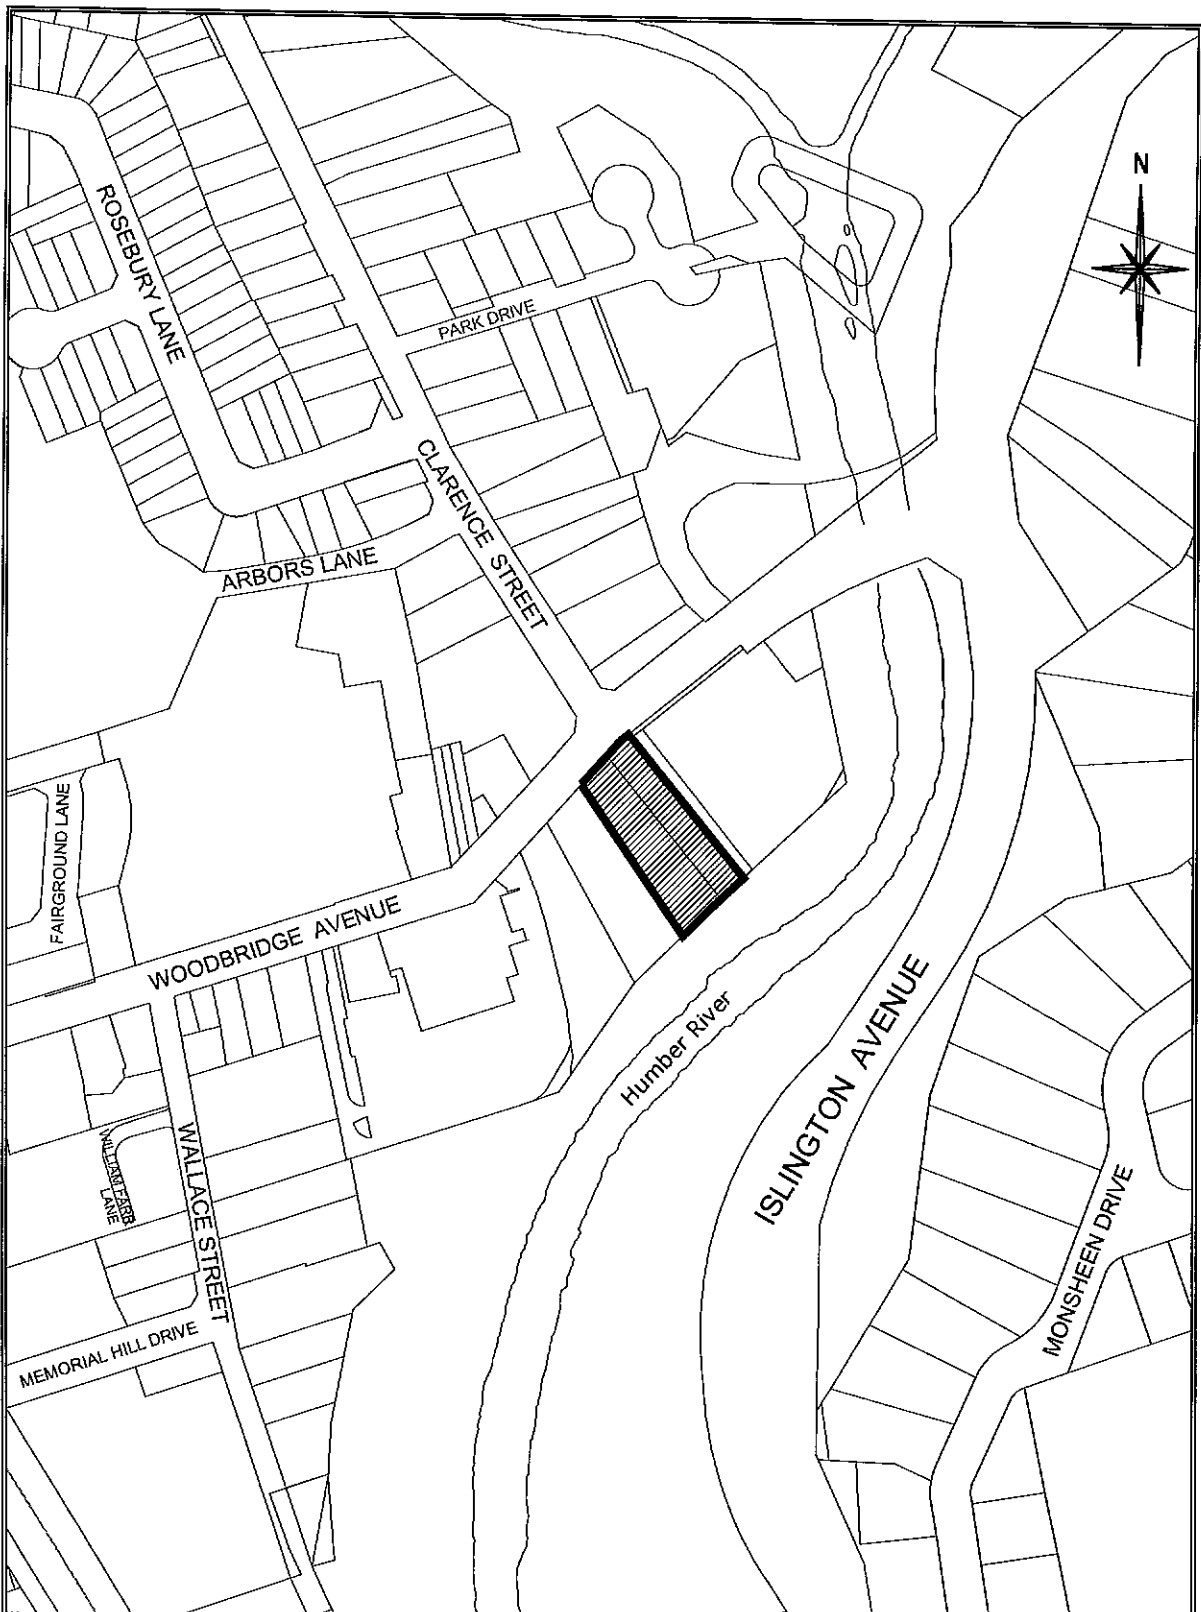 N
ROSEBURY LANE
PARK DRIVE
CLARENCE STREET
ARBORS LANE
FAIRGROUND LANE
WOODBRIDGE AVENUE
Humber River
ISLINGTON AVENUE
WILLIAM FARR
LANE
WALLACE STREET
MONSHEEN DRIVE
MEMORIAL HILL DRIVE